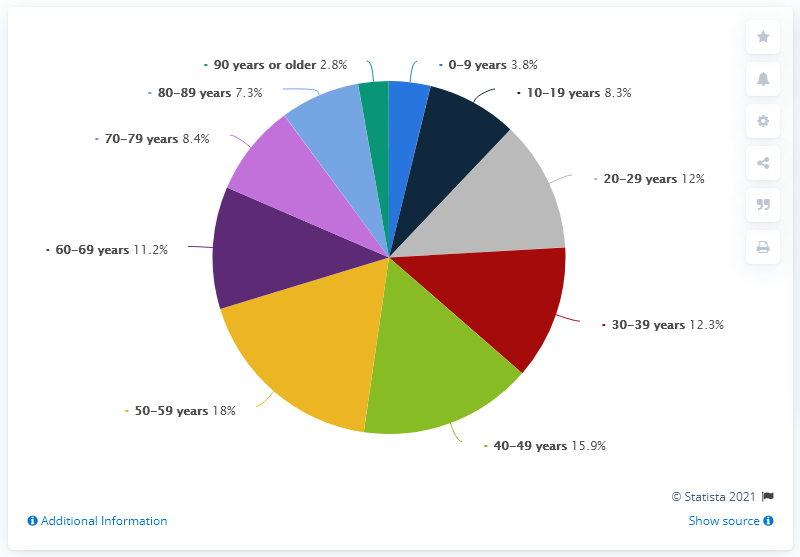 90 years or older 2.8%
0–9 years 3.8%
80–89 years 7.3%
10–19 years 8.3%
70–79 years 8.4%
20–29 years 12%
60–69 years 11.2%
30–39 years 12.3%
50–59 years 18%
40–49 years 15.9%
© Statista 2021
Additional Information
Show source